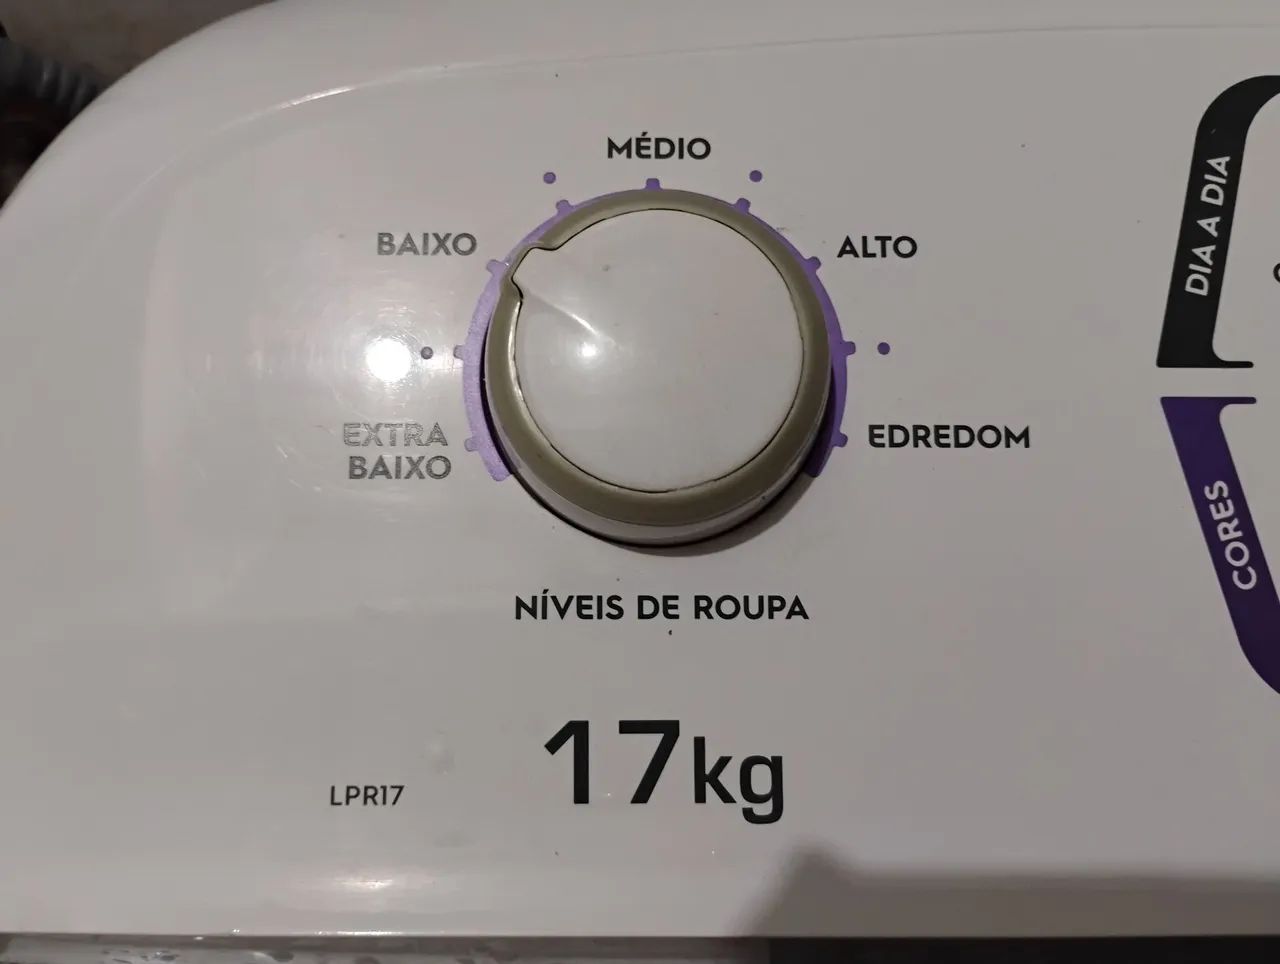 MÉDIO
BAIXO
ALTO
EXTRA
BAIXO
EDREDOM
NÍVEIS DE ROUPA
17kg
LPR17
DIA A DIA
CORES